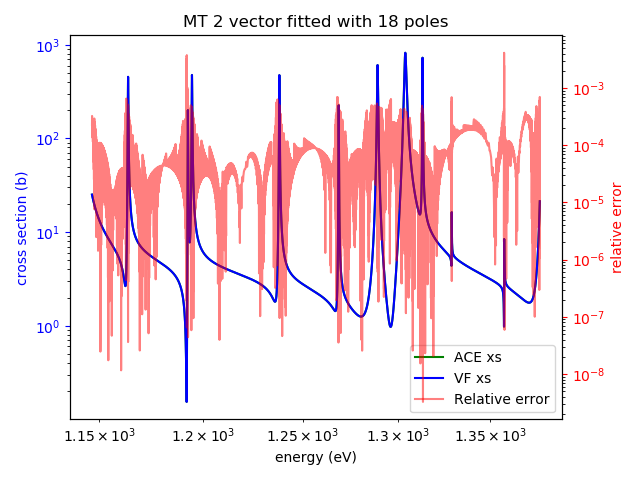 MT 2 vector fitted with 18 poles
10³
10²
10¹
10⁰
cross section (b)
10⁻³
10⁻⁴
10⁻⁵
10⁻⁶
10⁻⁷
10⁻⁸
relative error
ACE xs
VF xs
Relative error
1.15 × 10³ 1.2 × 10³ 1.25 × 10³ 1.3 × 10³ 1.35 × 10³
energy (eV)